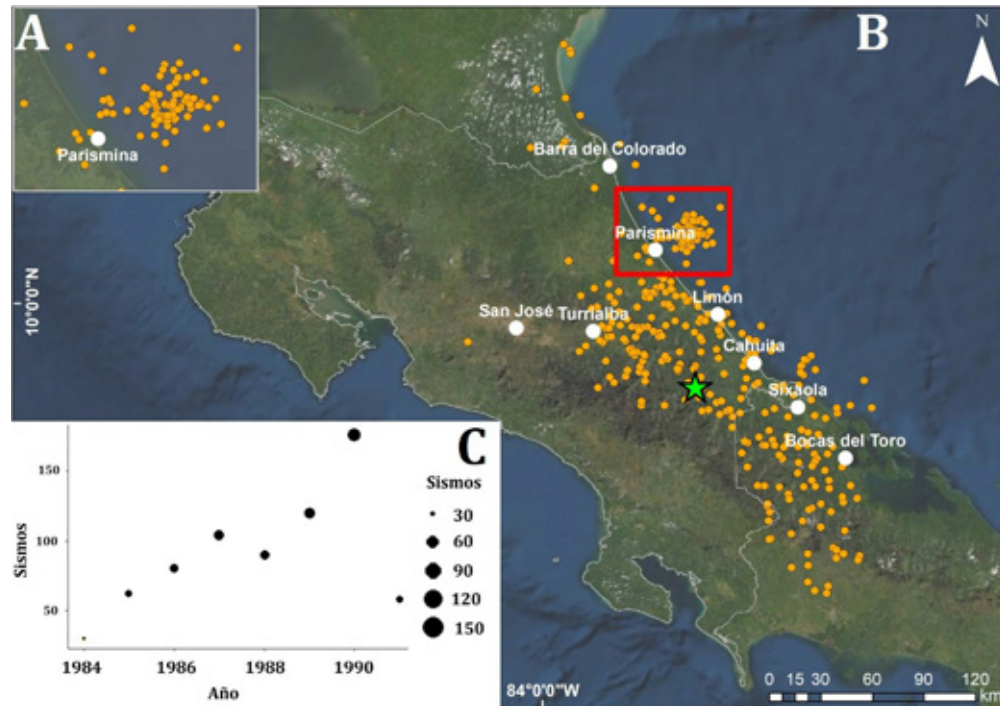 A
Parismina
B
N
Barra del Colorado
Parismina
Limón
San José
Turrialba
Cahuita
Sixaola
Bocas del Toro
10°0'0"N
84°0'0"W
0 15 30 60 90 120
km
C
Sismos
150
100
50
1984 1986 1988 1990
Año
Sismos
30
60
90
120
150